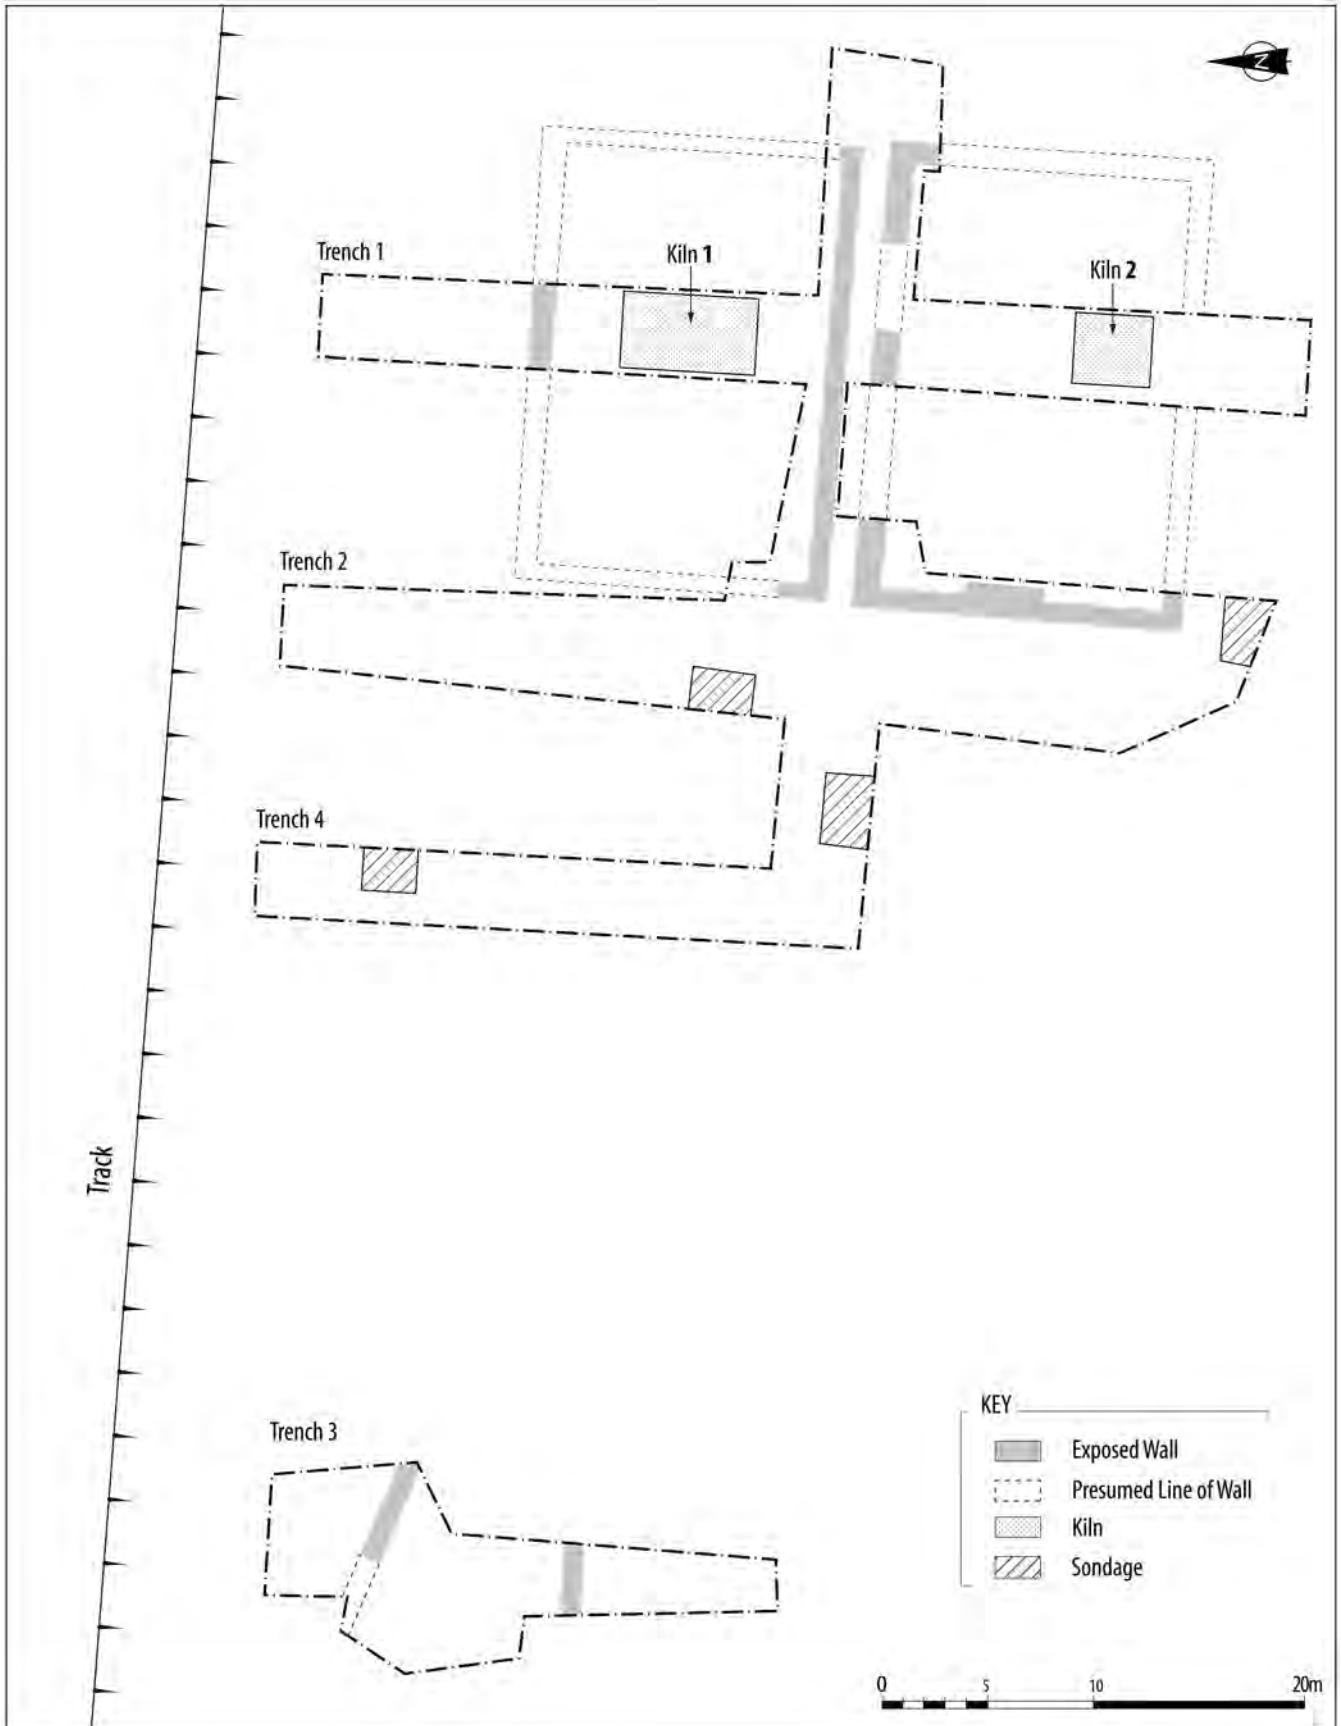 N
Trench 1
Kiln 1
Kiln 2
Trench 2
Trench 4
Track
Trench 3
KEY
Exposed Wall
Presumed Line of Wall
Kiln
Sondage
0 5 10 20m